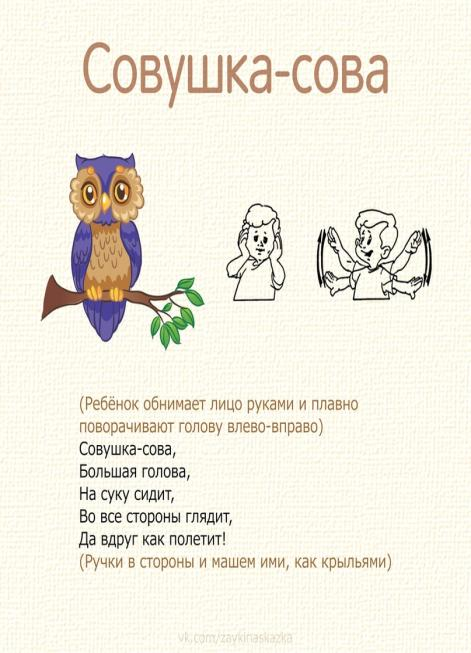 Совушка-сова
(Ребёнок обнимает лицо руками и плавно
поворачивают голову влево-вправо)
Совушка-сова,
Большая голова,
На суку сидит,
Во все стороны глядит,
Да вдруг как полетит!
(Ручки в стороны и машем ими, как крыльями)
vk.com/zaykinaskazka